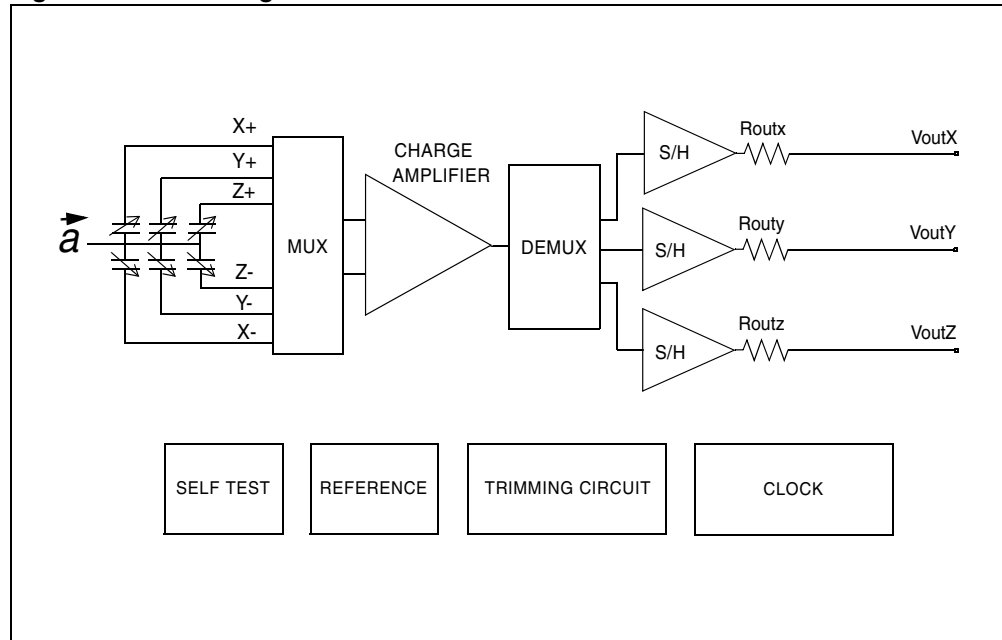 X+
Y+
Z+
a
Z-
Y-
X-
MUX
CHARGE
AMPLIFIER
DEMUX
S/H
Routx
VoutX
S/H
Routy
VoutY
S/H
Routz
VoutZ
SELF TEST
REFERENCE
TRIMMING CIRCUIT
CLOCK